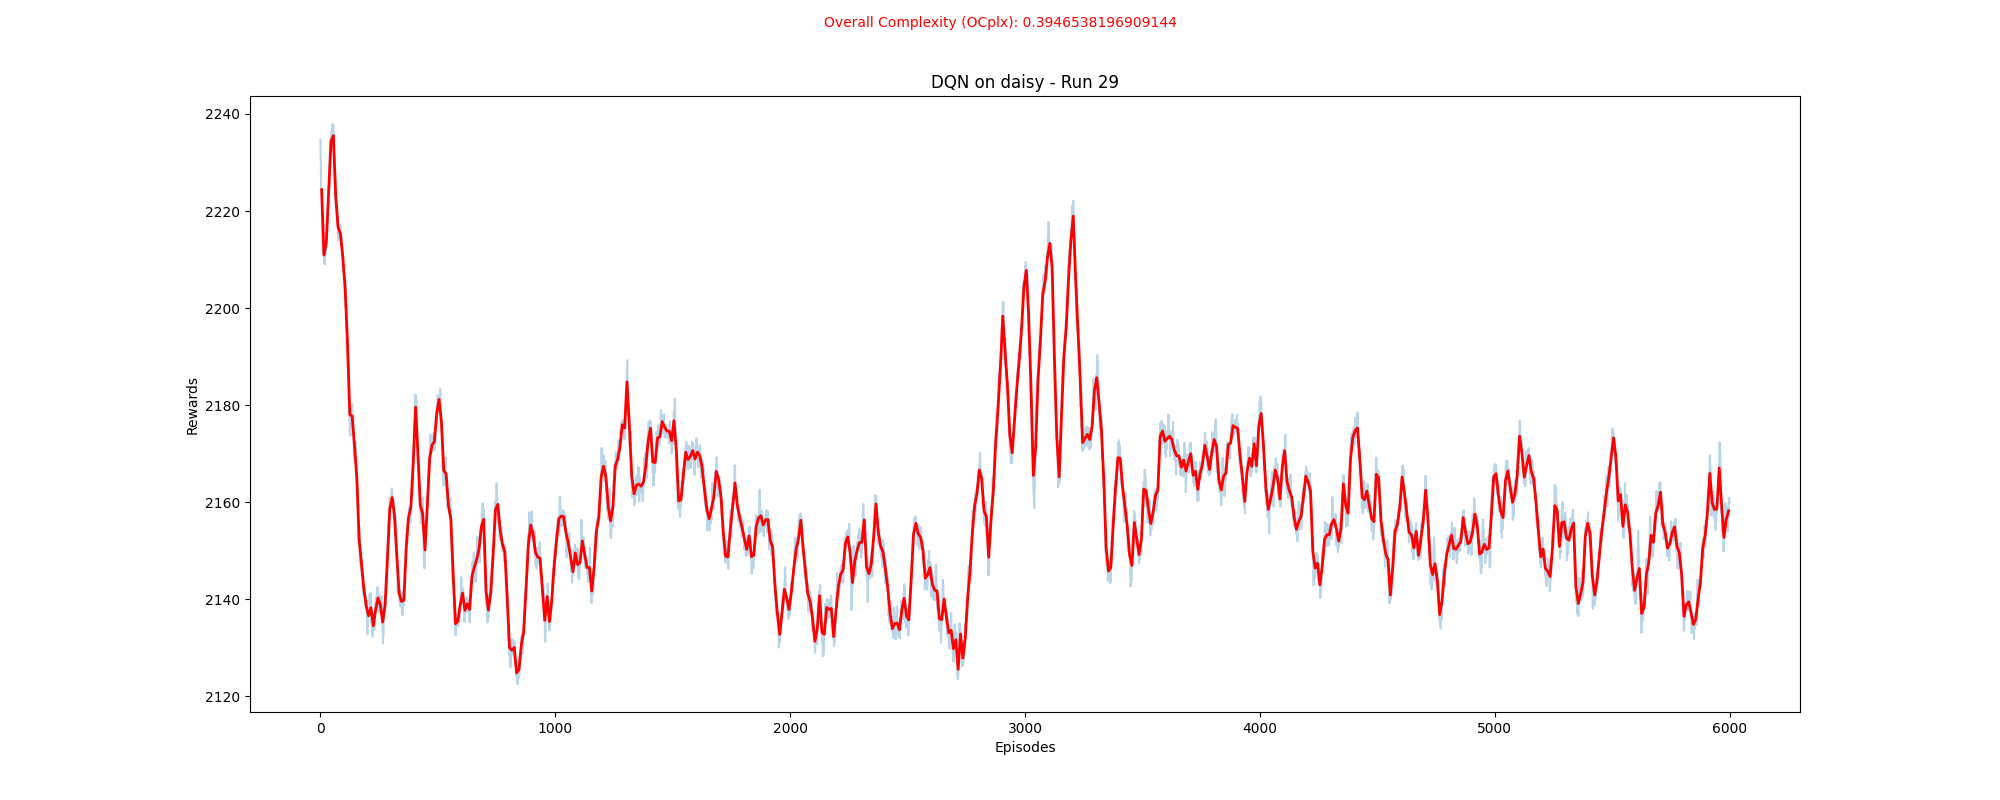 Overall Complexity (OCplx): 0.3946538196909144
DQN on daisy - Run 29
2240
2220
2200
2180
2160
2140
2120
Rewards
0 1000 2000 3000 4000 5000 6000
Episodes